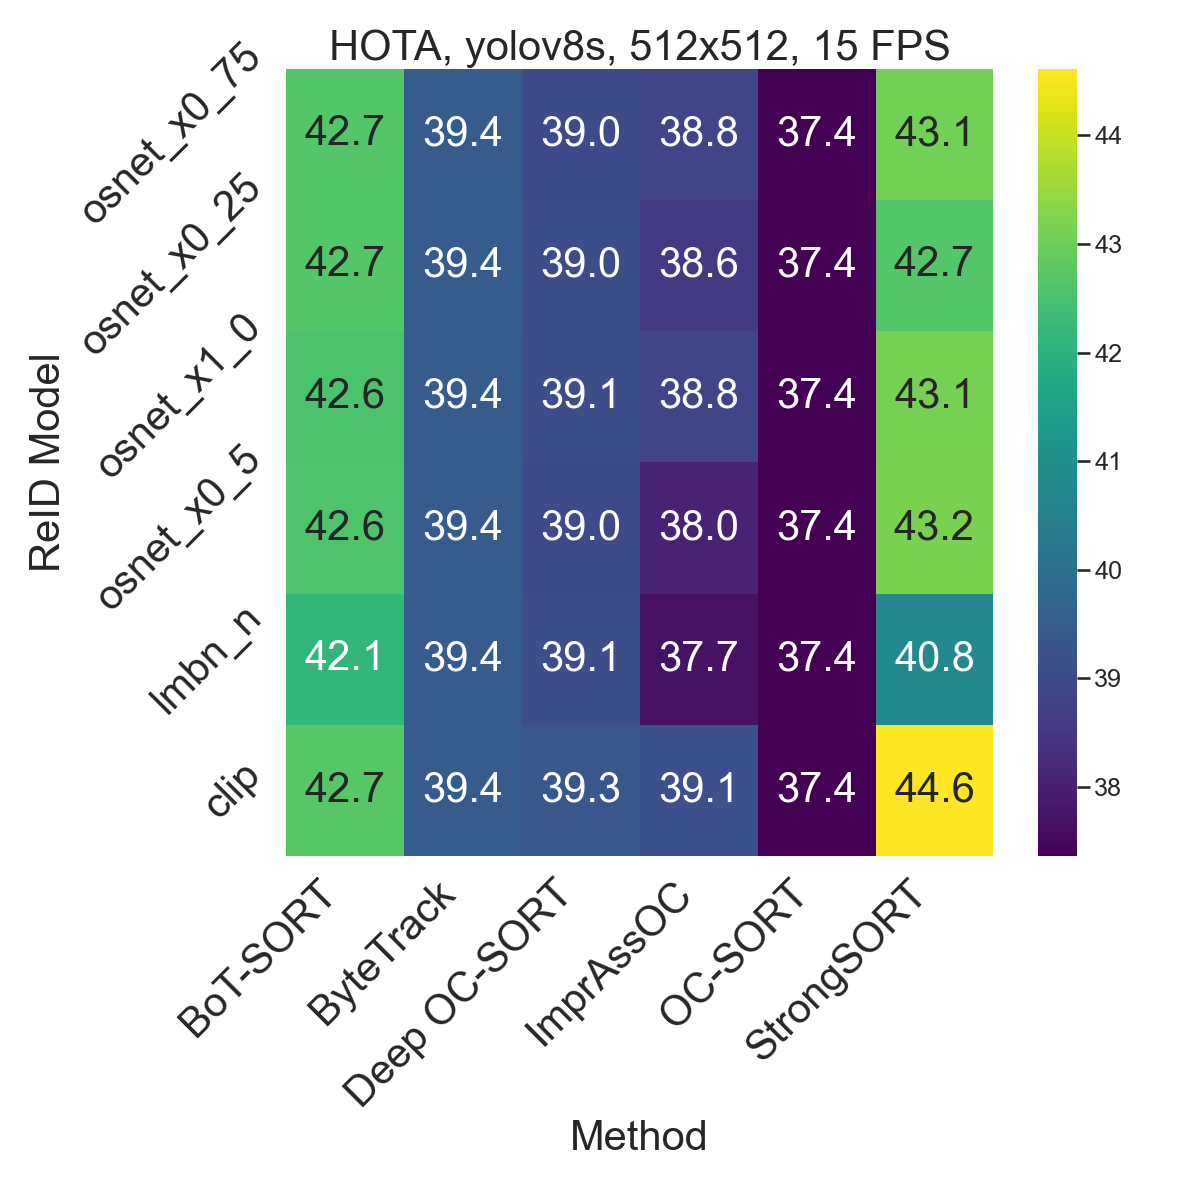 HOTA, yolov8s, 512x512, 15 FPS
ReID Model
osnet_x0_75 42.7 39.4 39.0 38.8 37.4 43.1
osnet_x0_25 42.7 39.4 39.0 38.6 37.4 42.7
osnet_x1_0 42.6 39.4 39.1 38.8 37.4 43.1
osnet_x0_5 42.6 39.4 39.0 38.0 37.4 43.2
lmbn_n 42.1 39.4 39.1 37.7 37.4 40.8
clip 42.7 39.4 39.3 39.1 37.4 44.6
BoT-SORT ByteTrack Deep OC-SORT ImprAssOC OC-SORT StrongSORT
Method
44
43
42
41
40
39
38